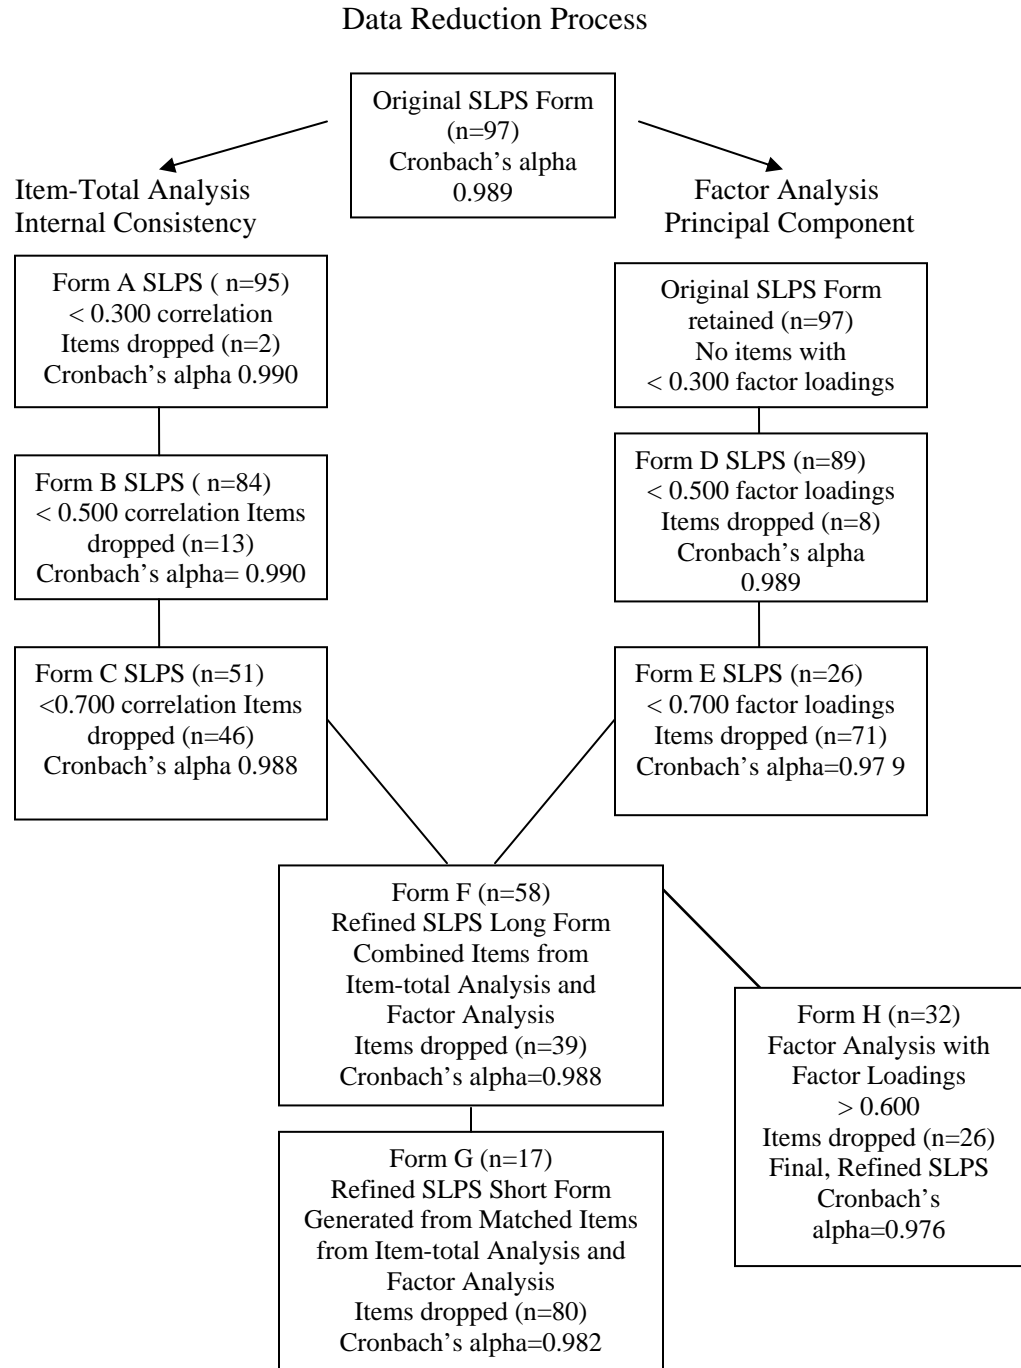 Data Reduction Process
Original SLPS Form
(n=97)
Cronbach's alpha
0.989
Item-Total Analysis
Internal Consistency
Factor Analysis
Principal Component
Form A SLPS ( n=95)
< 0.300 correlation
Items dropped (n=2)
Cronbach's alpha 0.990
Original SLPS Form
retained (n=97)
No items with
< 0.300 factor loadings
Form B SLPS ( n=84)
< 0.500 correlation Items
dropped (n=13)
Cronbach's alpha= 0.990
Form D SLPS (n=89)
< 0.500 factor loadings
Items dropped (n=8)
Cronbach's alpha
0.989
Form C SLPS (n=51)
<0.700 correlation Items
dropped (n=46)
Cronbach's alpha 0.988
Form E SLPS (n=26)
< 0.700 factor loadings
Items dropped (n=71)
Cronbach's alpha=0.97 9
Form F (n=58)
Refined SLPS Long Form
Combined Items from
Item-total Analysis and
Factor Analysis
Items dropped (n=39)
Cronbach's alpha=0.988
Form H (n=32)
Factor Analysis with
Factor Loadings
> 0.600
Items dropped (n=26)
Final, Refined SLPS
Cronbach's
alpha=0.976
Form G (n=17)
Refined SLPS Short Form
Generated from Matched Items
from Item-total Analysis and
Factor Analysis
Items dropped (n=80)
Cronbach's alpha=0.982